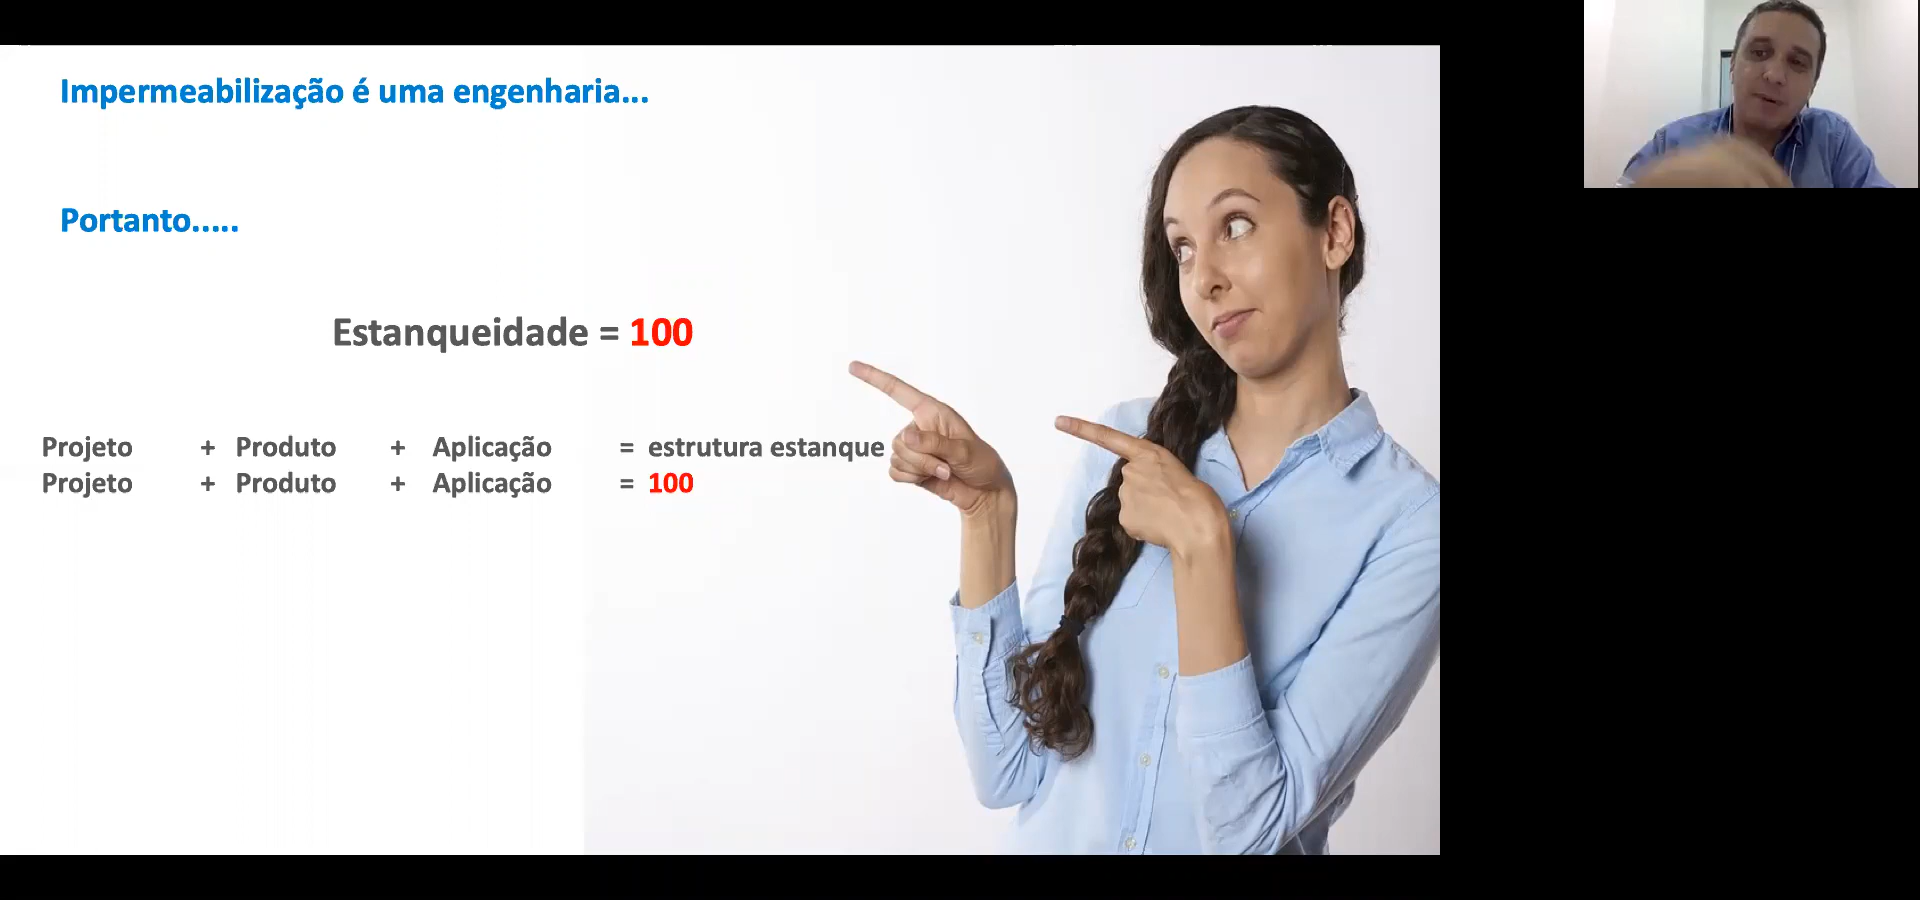 Impermeabilização é uma engenharia...
Portanto.....
Estanqueidade = 100
Projeto + Produto + Aplicação = estrutura estanque
Projeto + Produto + Aplicação = 100